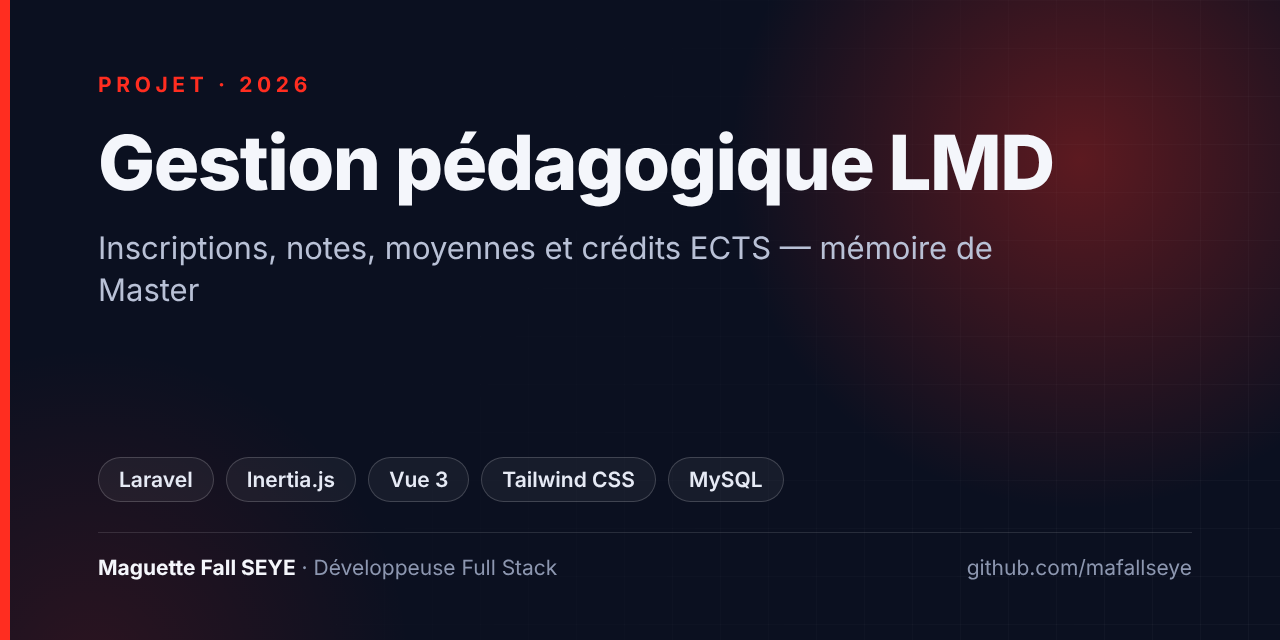 PROJET · 2026
Gestion pédagogique LMD
Inscriptions, notes, moyennes et crédits ECTS — mémoire de
Master
Laravel
Inertia.js
Vue 3
Tailwind CSS
MySQL
Maguette Fall SEYE · Développeuse Full Stack
github.com/mafallseye